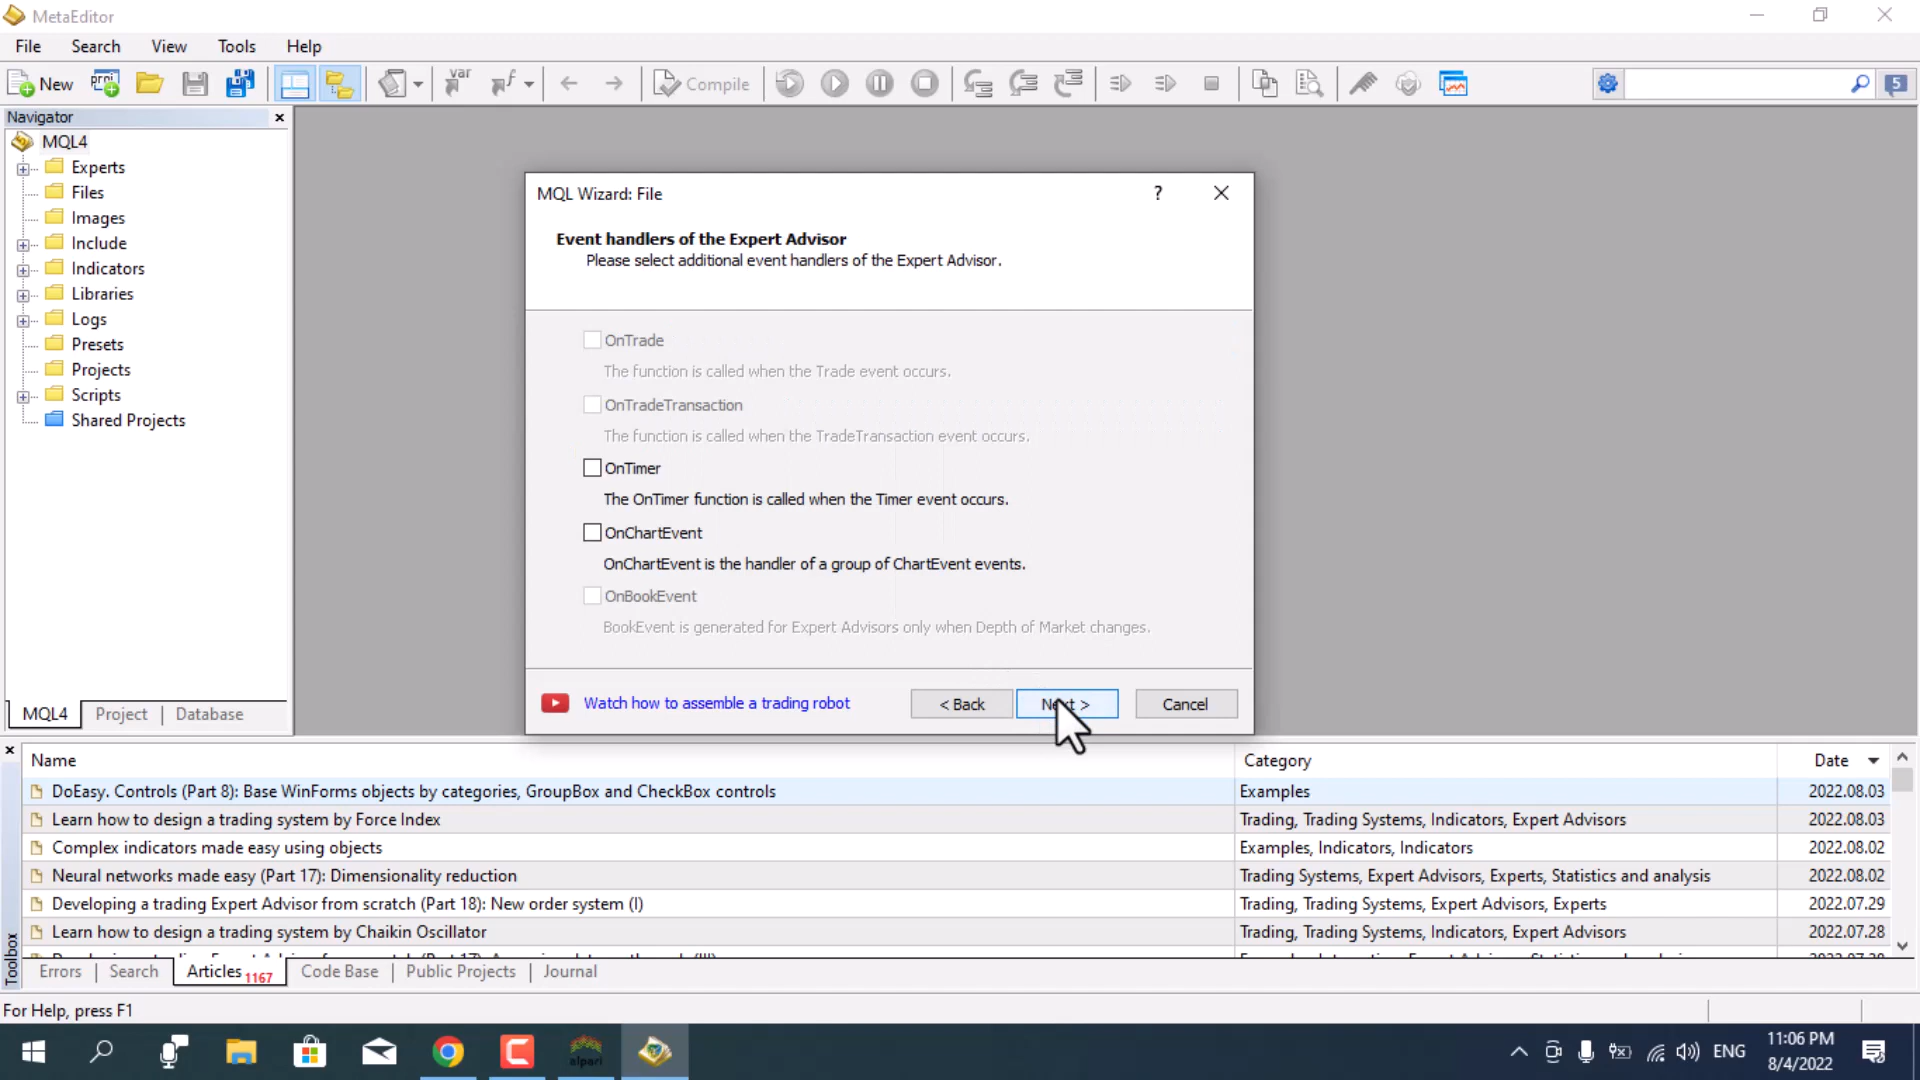 MetaEditor
File Search View Tools Help
New Compile 5
Navigator
MQL4
Experts
Files
Images
Include
Indicators
Libraries
Logs
Presets
Projects
Scripts
Shared Projects
MQL4 Project Database
MQL Wizard: File ?
Event handlers of the Expert Advisor
Please select additional event handlers of the Expert Advisor.
OnTrade
The function is called when the Trade event occurs.
OnTradeTransaction
The function is called when the TradeTransaction event occurs.
OnTimer
The OnTimer function is called when the Timer event occurs.
OnChartEvent
OnChartEvent is the handler of a group of ChartEvent events.
OnBookEvent
BookEvent is generated for Expert Advisors only when Depth of Market changes.
Watch how to assemble a trading robot < Back Next > Cancel
Name Category Date
DoEasy. Controls (Part 8): Base WinForms objects by categories, GroupBox and CheckBox controls Examples 2022.08.03
Learn how to design a trading system by Force Index Trading, Trading Systems, Indicators, Expert Advisors 2022.08.03
Complex indicators made easy using objects Examples, Indicators, Indicators 2022.08.02
Neural networks made easy (Part 17): Dimensionality reduction Trading Systems, Expert Advisors, Experts, Statistics and analysis 2022.08.02
Developing a trading Expert Advisor from scratch (Part 18): New order system (I) Trading, Trading Systems, Expert Advisors, Experts 2022.07.29
Learn how to design a trading system by Chaikin Oscillator Trading, Trading Systems, Indicators, Expert Advisors 2022.07.28
Toolbox
Errors Search Articles 1167 Code Base Public Projects Journal
For Help, press F1
alpari
ENG
11:06 PM
8/4/2022